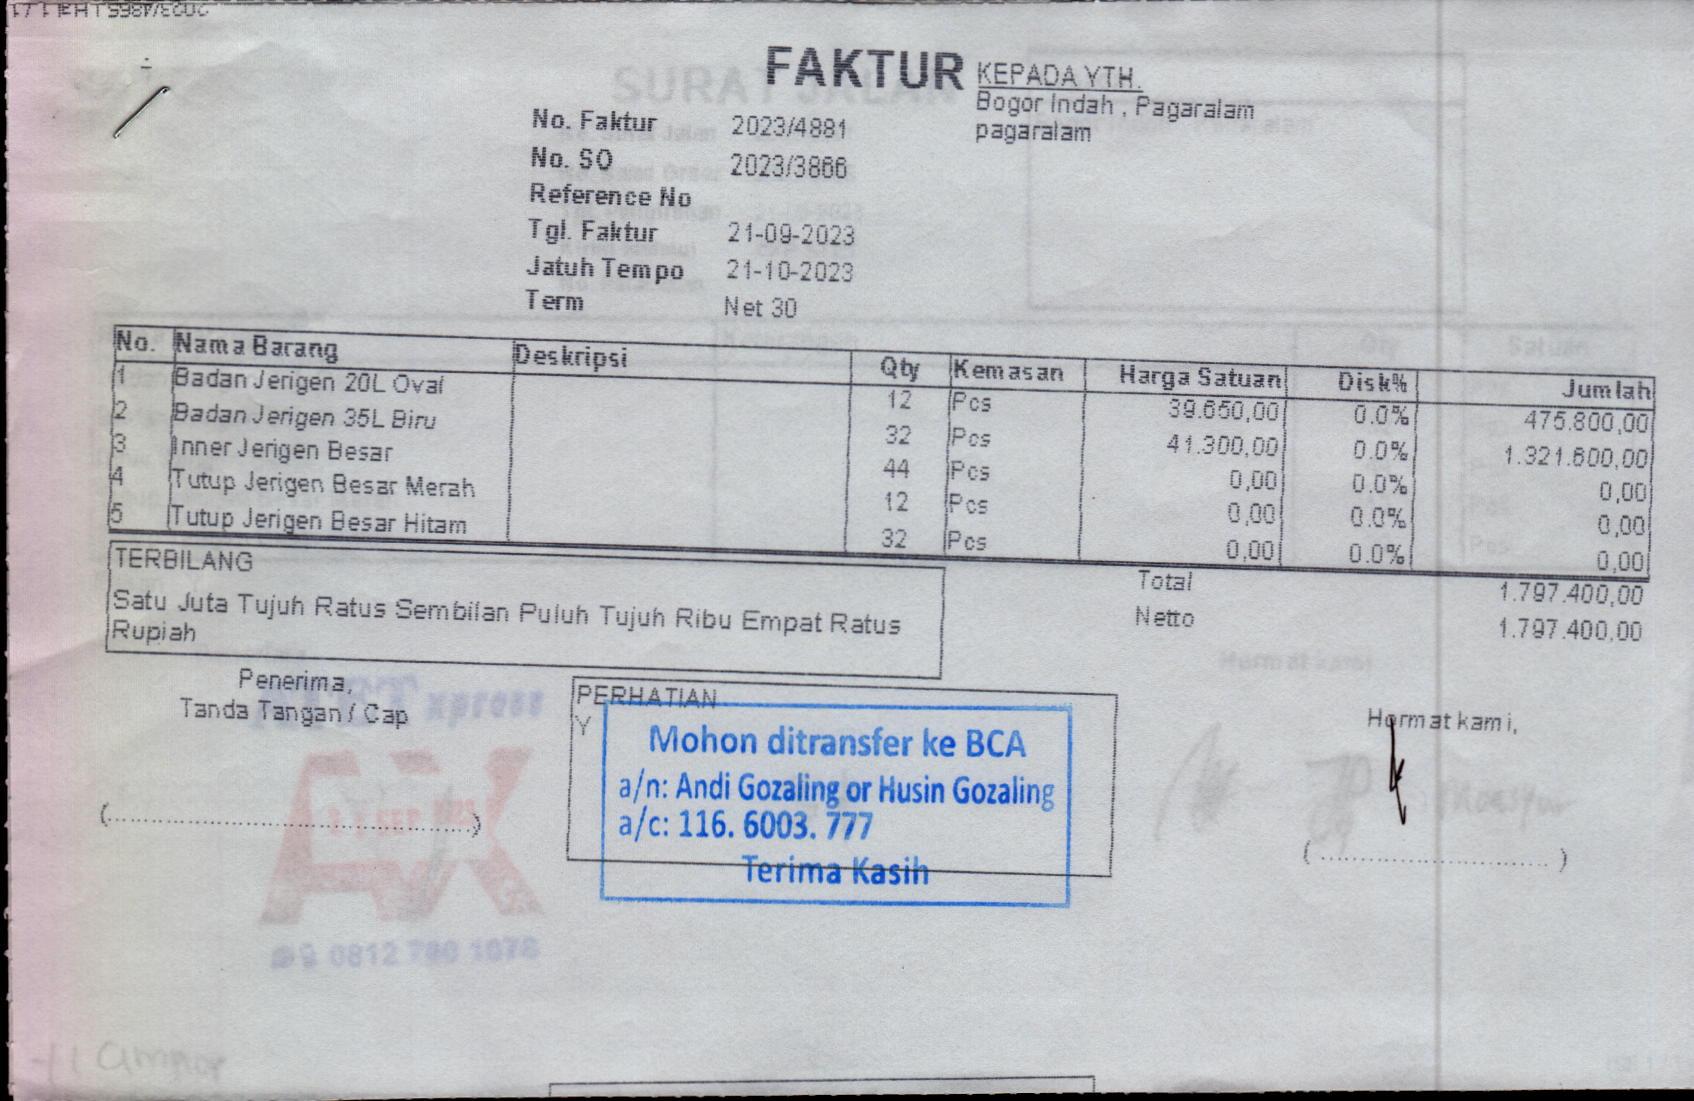 FAKTUR
KEPADA YTH.
Bogor Indah , Pagaralam
pagaralam
No. Faktur 2023/4881
No. SO 2023/3866
Reference No
Tgl. Faktur 21-09-2023
Jatuh Tempo 21-10-2023
Term Net 30
No. Nama Barang Deskripsi Qty Kemasan Harga Satuan Disk% Jumlah
1 Badan Jerigen 20L Oval 12 Pcs 39.650,00 0.0% 475.800,00
2 Badan Jerigen 35L Biru 32 Pcs 41.300,00 0.0% 1.321.600,00
3 Inner Jerigen Besar 44 Pcs 0,00 0.0% 0,00
4 Tutup Jerigen Besar Merah 12 Pcs 0,00 0.0% 0,00
5 Tutup Jerigen Besar Hitam 32 Pcs 0,00 0.0% 0,00
TERBILANG
Satu Juta Tujuh Ratus Sembilan Puluh Tujuh Ribu Empat Ratus
Rupiah
Total 1.797.400,00
Netto 1.797.400,00
Penerima,
Tanda Tangan / Cap
(....................)
PERHATIAN
Y
Mohon ditransfer ke BCA
a/n: Andi Gozaling or Husin Gozaling
a/c: 116. 6003. 777
Terima Kasih
Hormat kami,
(....................)
xpress
AX